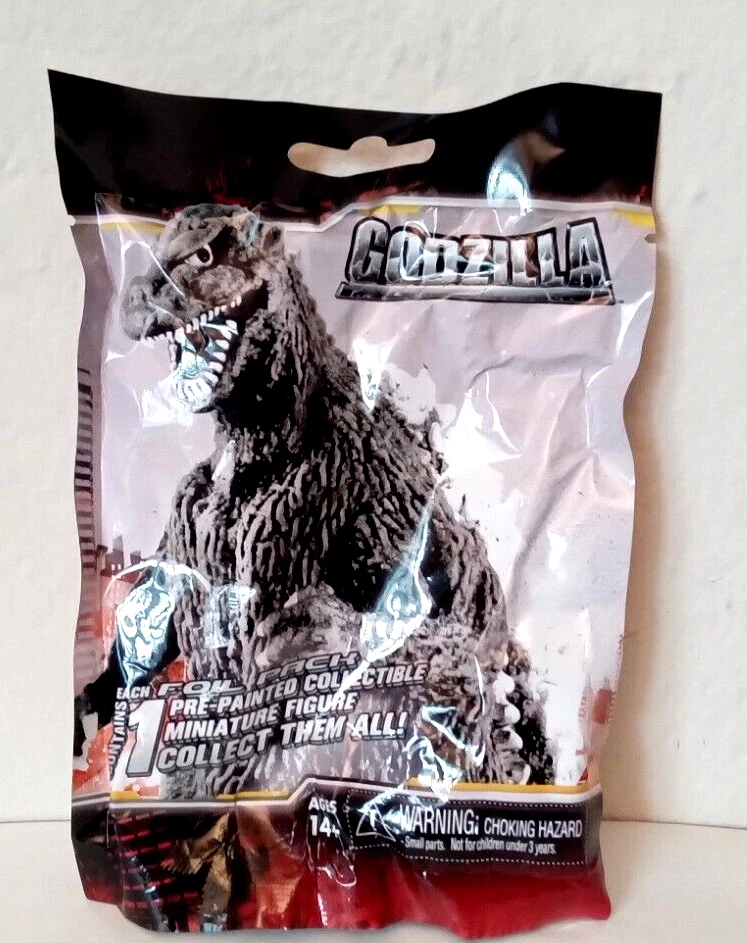 GODZILLA
EACH FOIL PACK
CONTAINS
1 PRE-PAINTED COLLECTIBLE
MINIATURE FIGURE
COLLECT THEM ALL!
AGES
14+
WARNING: CHOKING HAZARD
Small parts. Not for children under 3 years.